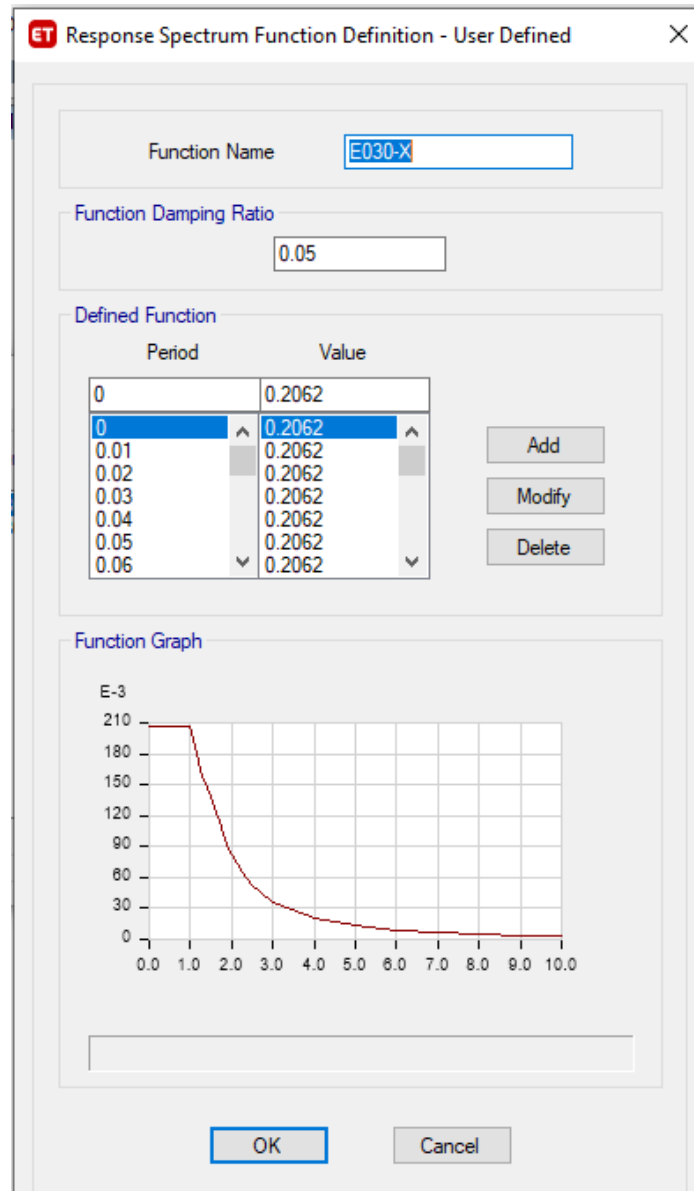 ET Response Spectrum Function Definition - User Defined
Function Name E030-X
Function Damping Ratio
0.05
Defined Function
Period Value
0 0.2062
0 0.2062
0.01 0.2062
0.02 0.2062
0.03 0.2062
0.04 0.2062
0.05 0.2062
0.06 0.2062
Add
Modify
Delete
Function Graph
E-3
210
180
150
120
90
60
30
0
0.0 1.0 2.0 3.0 4.0 5.0 6.0 7.0 8.0 9.0 10.0
OK Cancel